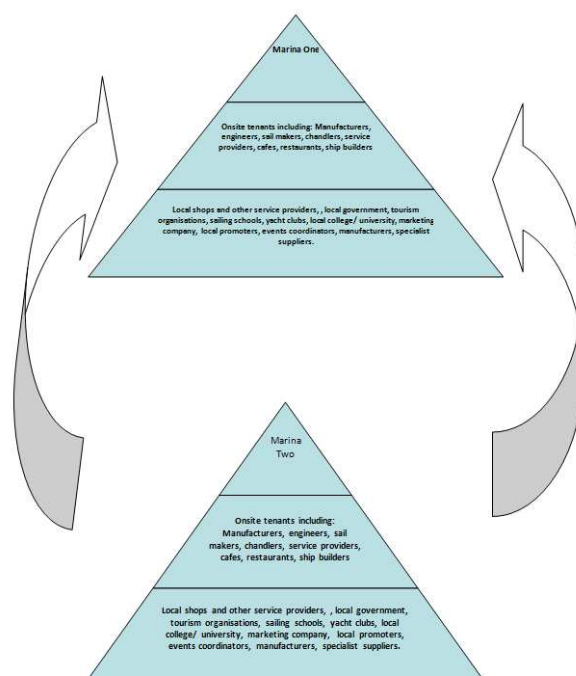 Marina One
Onsite tenants including: Manufacturers,
engineers, sail makers, chandlers, service
providers, cafes, restaurants, ship builders
Local shops and other service providers, , local government, tourism
organisations, sailing schools, yacht clubs, local college/ university, marketing
company, local promoters, events coordinators, manufacturers, specialist
suppliers.
Marina
Two
Onsite tenants including:
Manufacturers, engineers, sail
makers, chandlers, service providers,
cafes, restaurants, ship builders
Local shops and other service providers, , local government,
tourism organisations, sailing schools, yacht clubs, local
college/ university, marketing company, local promoters,
events coordinators, manufacturers, specialist suppliers.